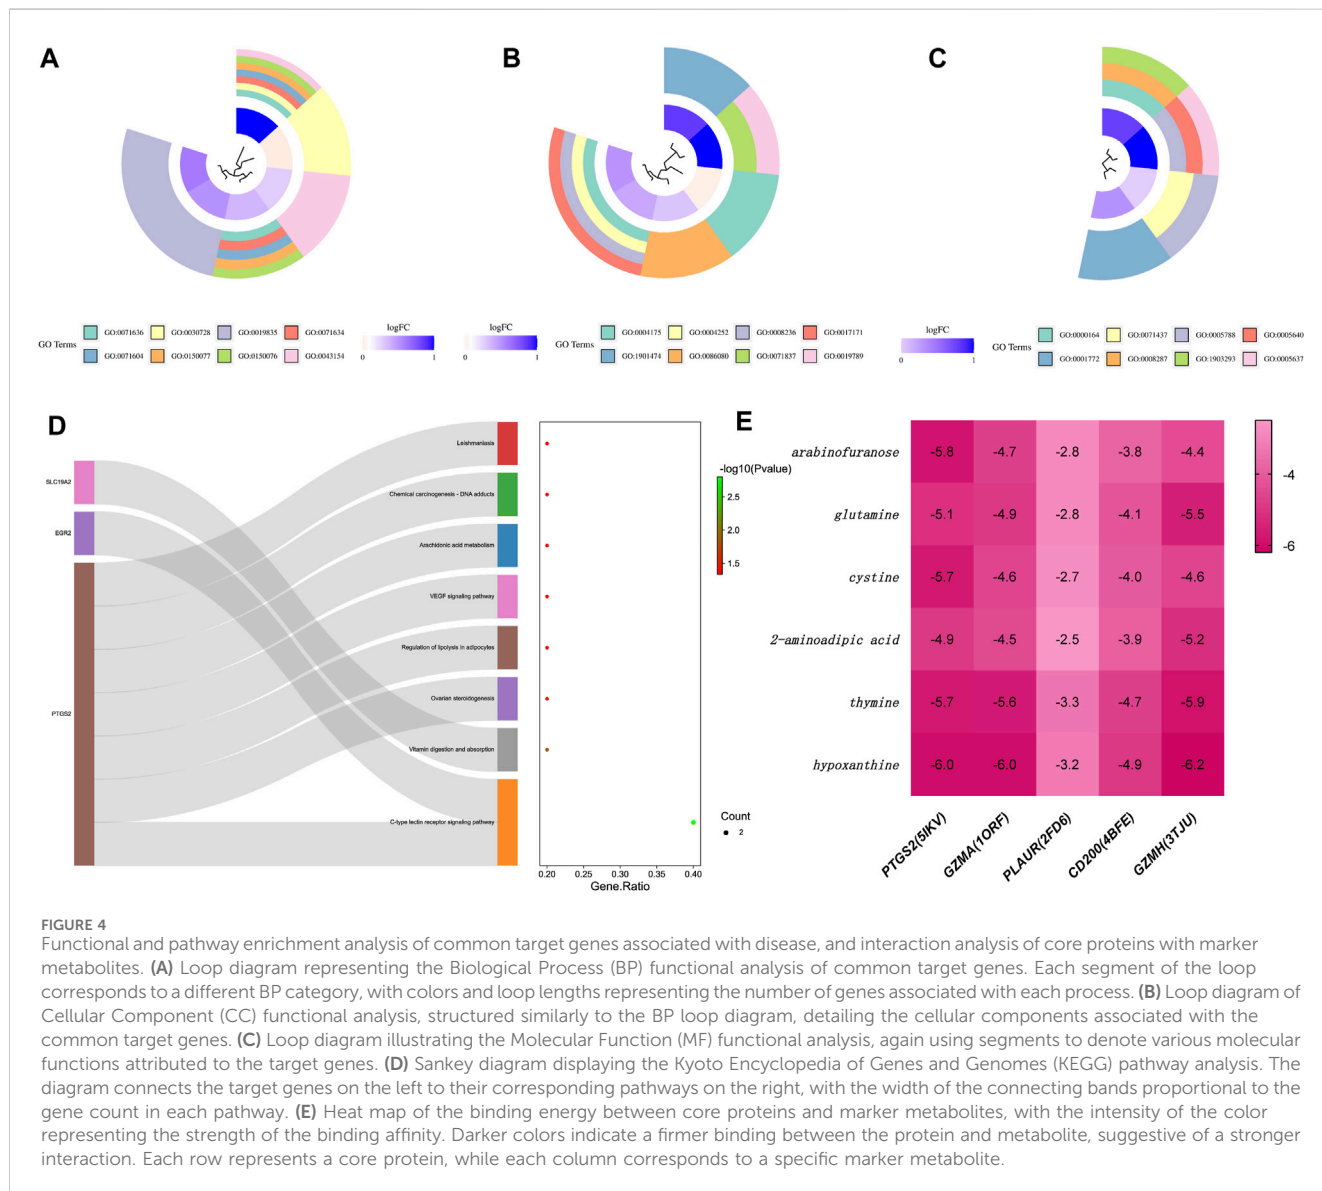 A
B
C
logFC
logFC
logFC
GO Terms
GO:0071636
GO:0030728
GO:0019835
GO:0071634
GO:0071604
GO:0150077
GO:0150076
GO:0043154
0
1
0
1
GO Terms
GO:0004175
GO:0004252
GO:0008236
GO:0017171
GO:1901474
GO:0086080
GO:0071837
GO:0019789
0
1
GO Terms
GO:0000164
GO:0071437
GO:0005788
GO:0005640
GO:0001772
GO:0008287
GO:1903293
GO:0005637
D
SLC19A2
EGR2
PTGS2
Leishmaniasis
Chemical carcinogenesis - DNA adducts
Arachidonic acid metabolism
VEGF signaling pathway
Regulation of lipolysis in adipocytes
Ovarian steroidogenesis
Vitamin digestion and absorption
C-type lectin receptor signaling pathway
0.20 0.25 0.30 0.35 0.40
Gene.Ratio
-log10(Pvalue)
2.5
2.0
1.5
Count
2
E
arabinofuranose -5.8 -4.7 -2.8 -3.8 -4.4
glutamine -5.1 -4.9 -2.8 -4.1 -5.5
cystine -5.7 -4.6 -2.7 -4.0 -4.6
2-aminoadipic acid -4.9 -4.5 -2.5 -3.9 -5.2
thymine -5.7 -5.6 -3.3 -4.7 -5.9
hypoxanthine -6.0 -6.0 -3.2 -4.9 -6.2
PTGS2(5IKV) GZMA(1ORF) PLAUR(2FD6) CD200(4BFE) GZMH(3TJU)
-4
-6
FIGURE 4
Functional and pathway enrichment analysis of common target genes associated with disease, and interaction analysis of core proteins with marker
metabolites. (A) Loop diagram representing the Biological Process (BP) functional analysis of common target genes. Each segment of the loop
corresponds to a different BP category, with colors and loop lengths representing the number of genes associated with each process. (B) Loop diagram of
Cellular Component (CC) functional analysis, structured similarly to the BP loop diagram, detailing the cellular components associated with the
common target genes. (C) Loop diagram illustrating the Molecular Function (MF) functional analysis, again using segments to denote various molecular
functions attributed to the target genes. (D) Sankey diagram displaying the Kyoto Encyclopedia of Genes and Genomes (KEGG) pathway analysis. The
diagram connects the target genes on the left to their corresponding pathways on the right, with the width of the connecting bands proportional to the
gene count in each pathway. (E) Heat map of the binding energy between core proteins and marker metabolites, with the intensity of the color
representing the strength of the binding affinity. Darker colors indicate a firmer binding between the protein and metabolite, suggestive of a stronger
interaction. Each row represents a core protein, while each column corresponds to a specific marker metabolite.